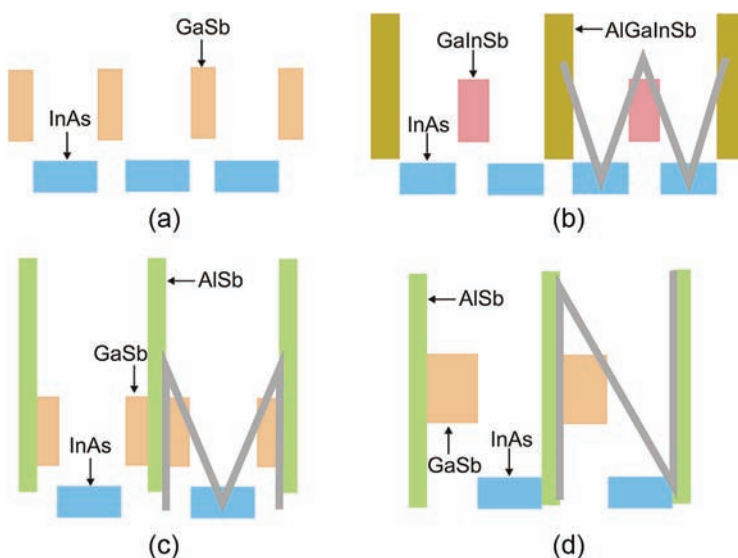 GaSb
InAs
(a)
GaInSb
AlGaInSb
InAs
(b)
AlSb
GaSb
InAs
(c)
AlSb
GaSb
InAs
(d)